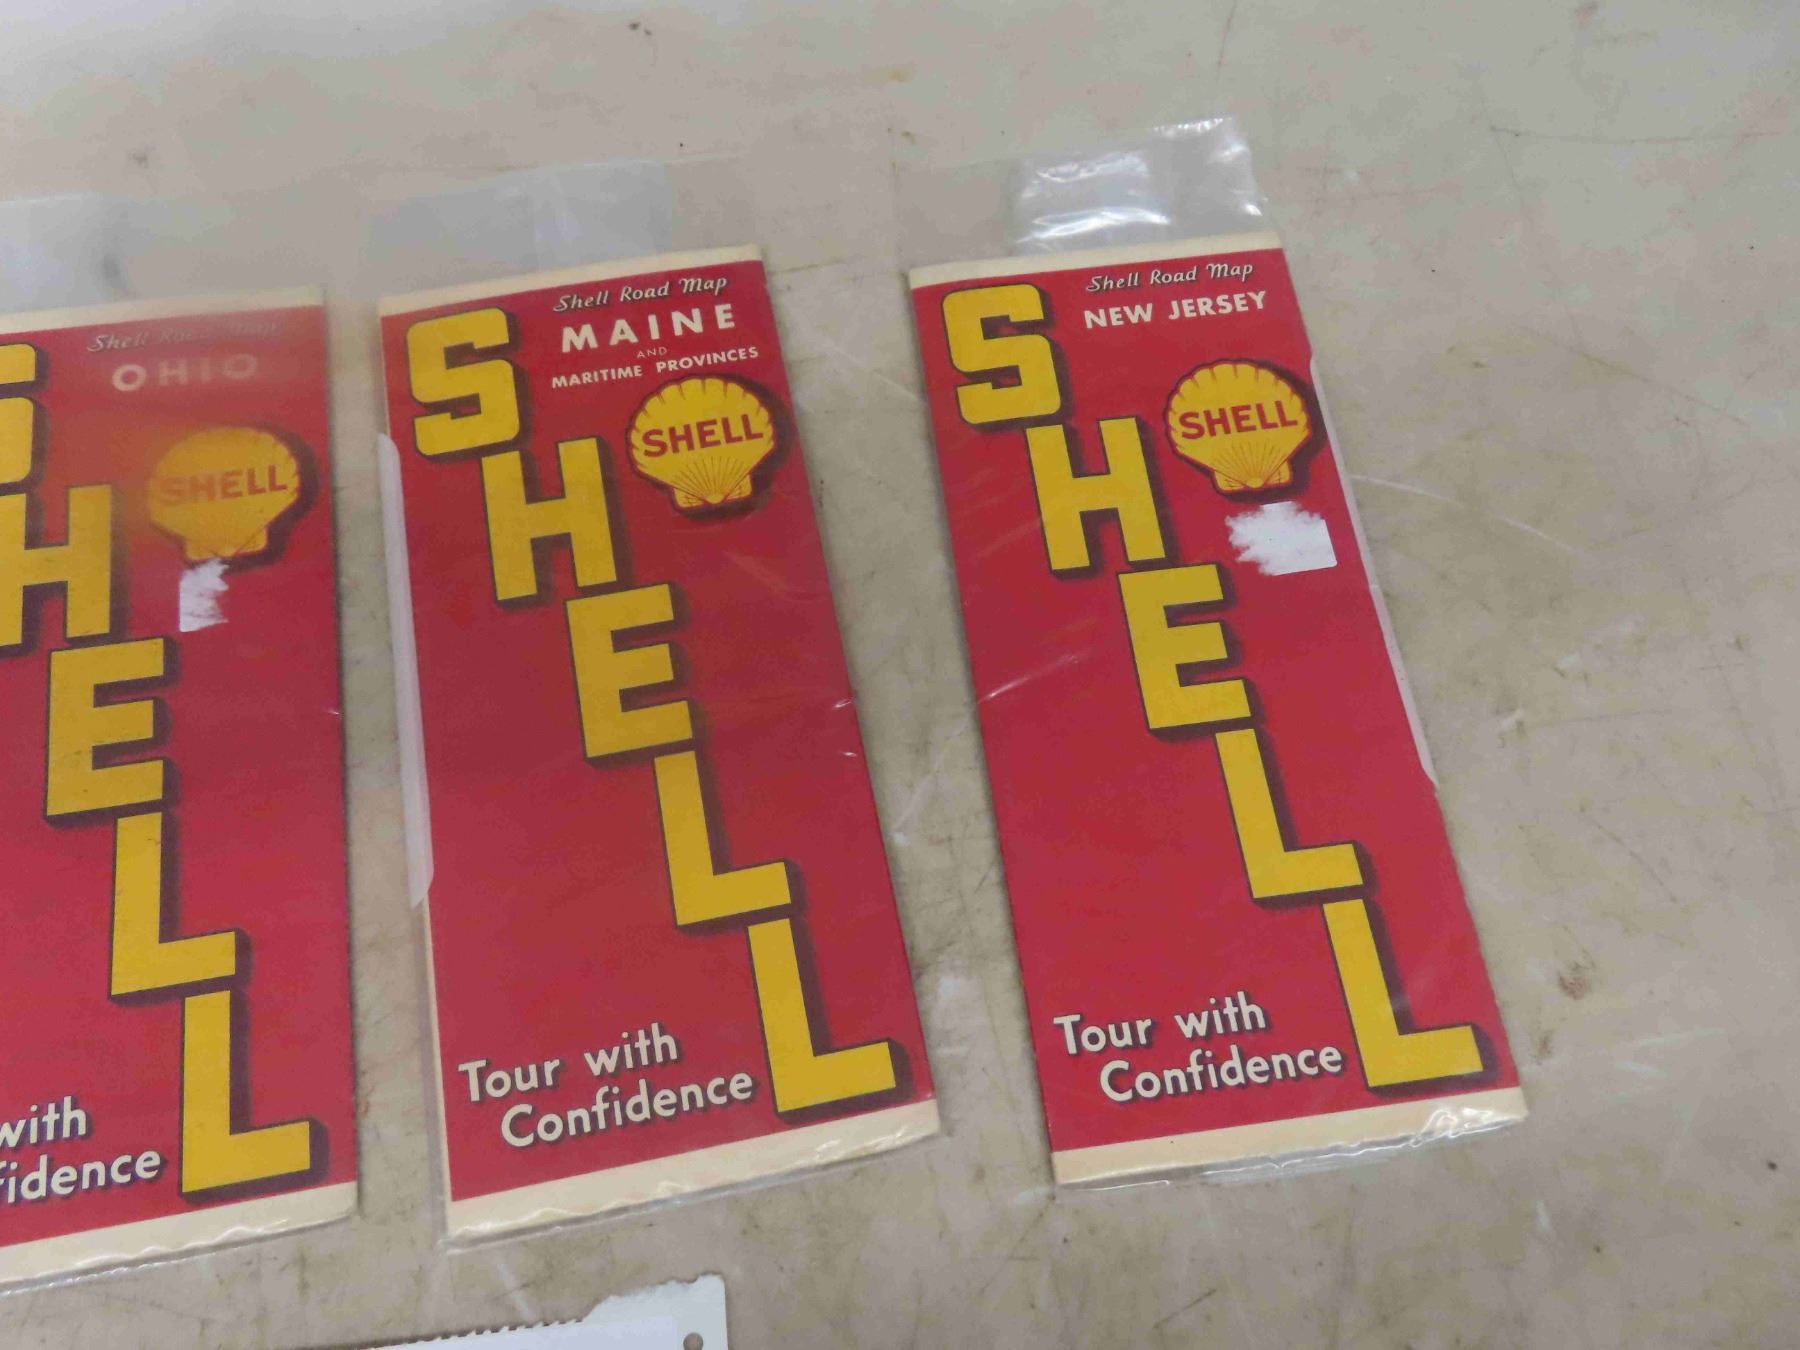 Shell Road Map
OHIO
SHELL
SHELL
with
Shell Road Map
MAINE
AND
MARITIME PROVINCES
SHELL
SHELL
Tour with
Confidence
Shell Road Map
NEW JERSEY
SHELL
SHELL
Tour with
Confidence